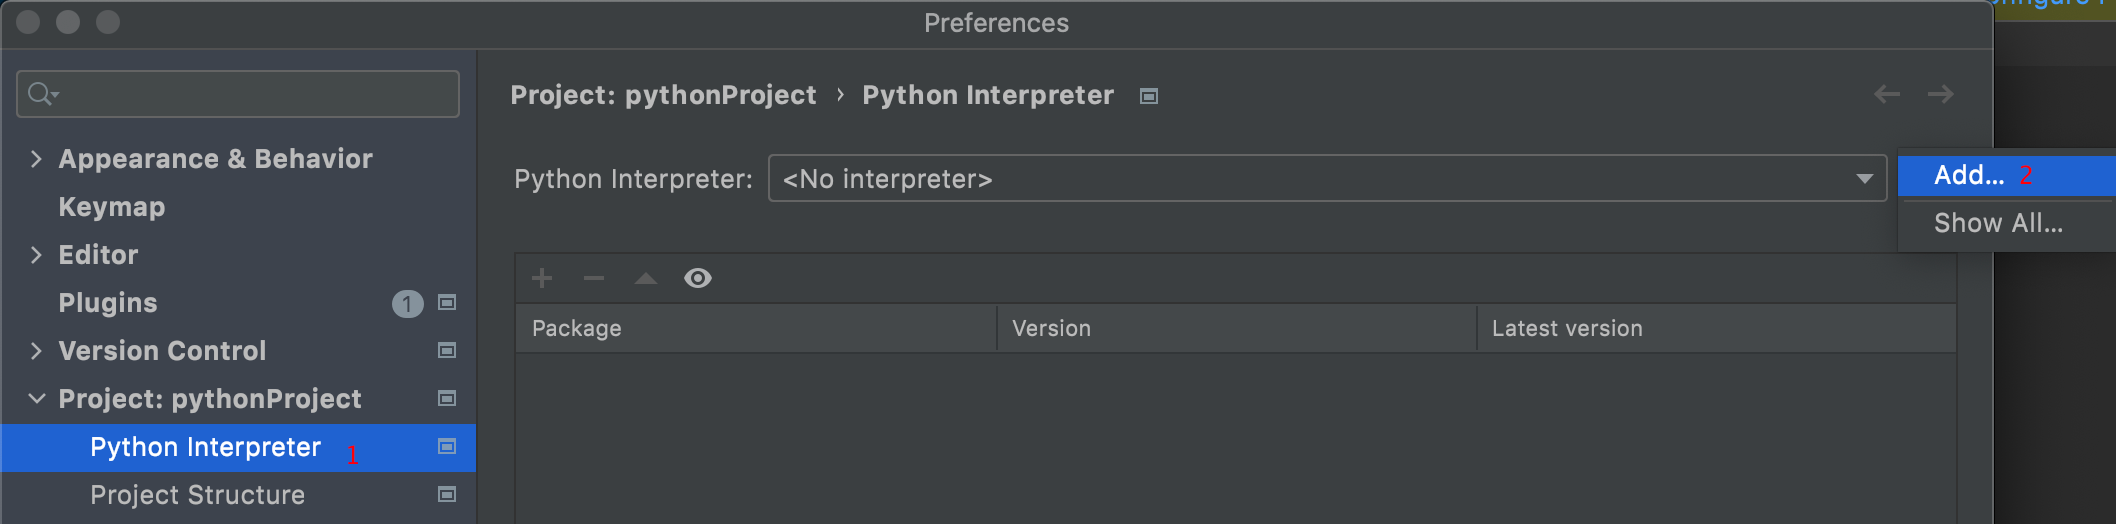 Preferences
Project: pythonProject › Python Interpreter
Appearance & Behavior
Keymap
Editor
Plugins 1
Version Control
Project: pythonProject
Python Interpreter 1
Project Structure
Python Interpreter: <No interpreter>
Add... 2
Show All...
Package Version Latest version